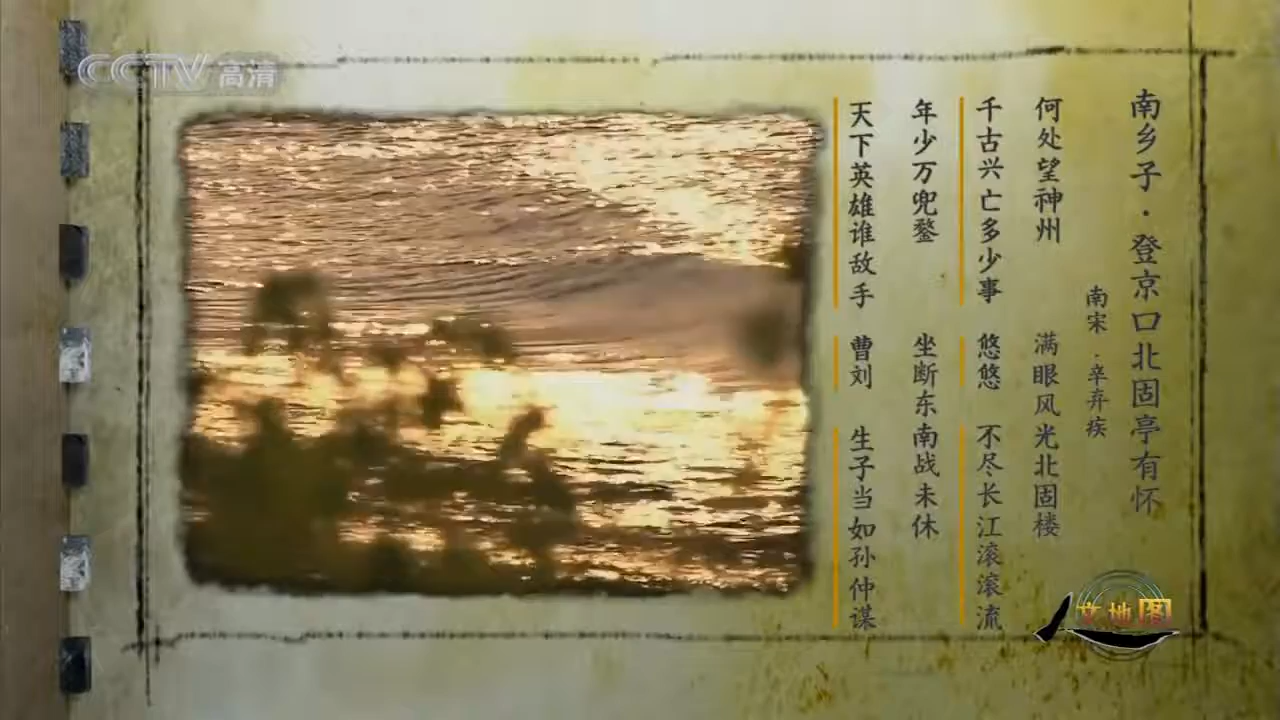 CCTV高清
南乡子·登京口北固亭有怀
南宋·辛弃疾
何处望神州 满眼风光北固楼
千古兴亡多少事 悠悠 不尽长江滚滚流
年少万兜鍪 坐断东南战未休
天下英雄谁敌手 曹刘 生子当如孙仲谋
人文地图